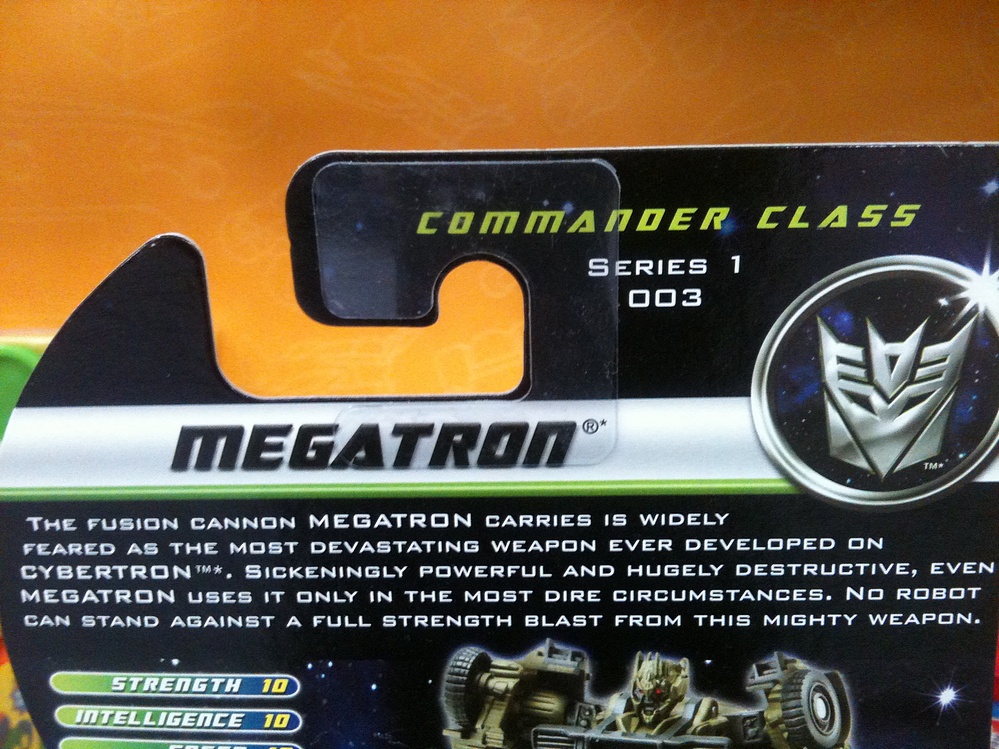 COMMANDER CLASS
SERIES 1
003
MEGATRON®*
TM*
THE FUSION CANNON MEGATRON CARRIES IS WIDELY
FEARED AS THE MOST DEVASTATING WEAPON EVER DEVELOPED ON
CYBERTRON™*. SICKENINGLY POWERFUL AND HUGELY DESTRUCTIVE, EVEN
MEGATRON USES IT ONLY IN THE MOST DIRE CIRCUMSTANCES. NO ROBOT
CAN STAND AGAINST A FULL STRENGTH BLAST FROM THIS MIGHTY WEAPON.
STRENGTH 10
INTELLIGENCE 10